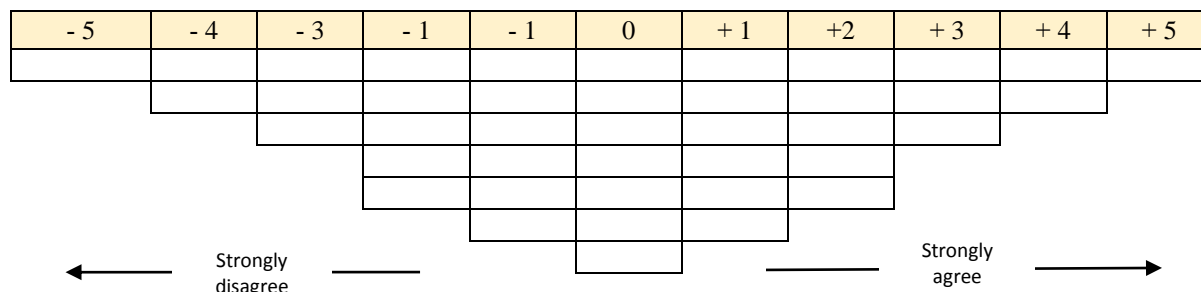 - 5 - 4 - 3 - 1 - 1 0 + 1 +2 + 3 + 4 + 5
Strongly
disagree
Strongly
agree